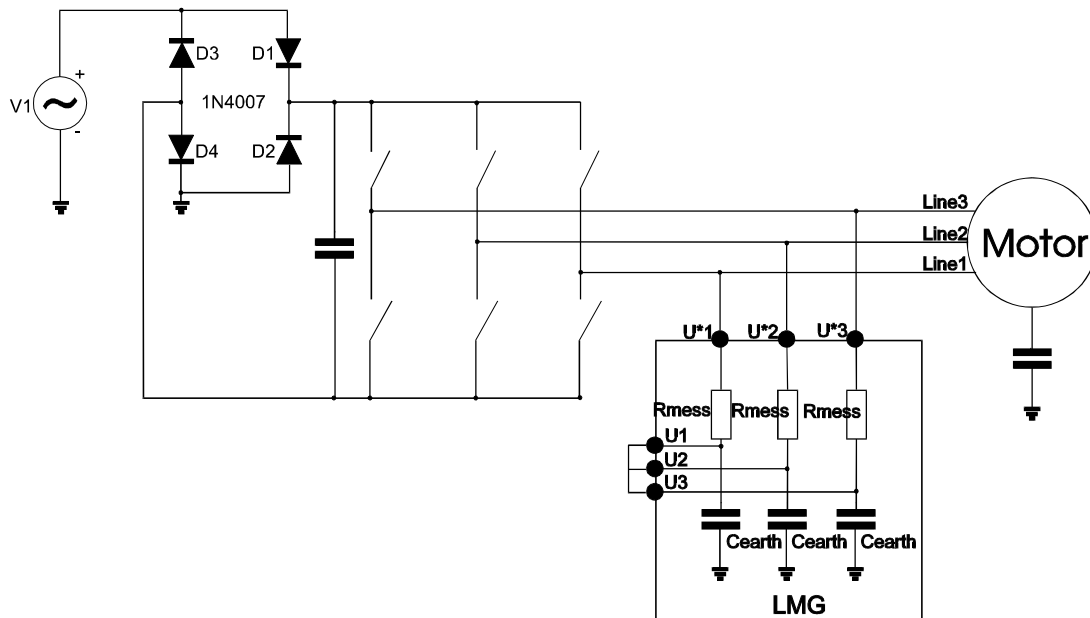 +
D3
D1
V1
1N4007
-
D4
D2
Line3
Line2
Line1
Motor
U*1
U*2
U*3
Rmess
Rmess
Rmess
U1
U2
U3
Cearth
Cearth
Cearth
LMG